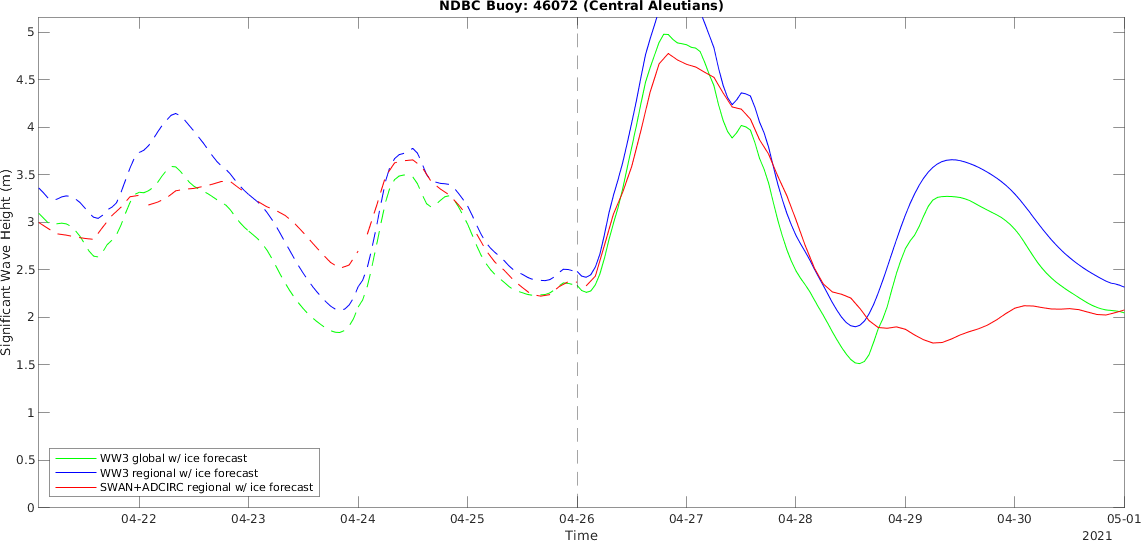 NDBC Buoy: 46072 (Central Aleutians)
5
4.5
4
3.5
3
2.5
2
1.5
1
0.5
0
Significant Wave Height (m)
WW3 global w/ ice forecast
WW3 regional w/ ice forecast
SWAN+ADCIRC regional w/ ice forecast
04-22 04-23 04-24 04-25 04-26 04-27 04-28 04-29 04-30 05-01
Time
2021